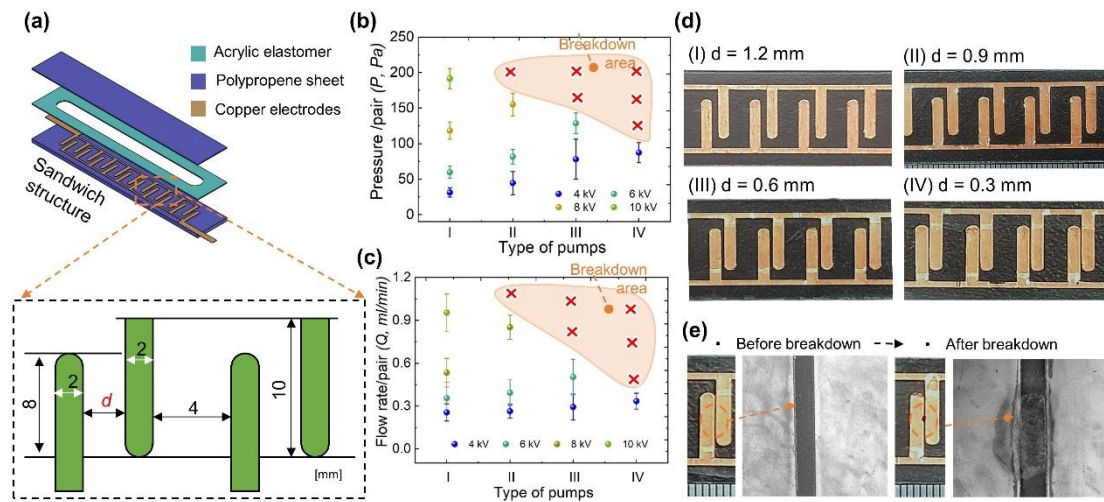 (a)
Acrylic elastomer
Polypropene sheet
Copper electrodes
Sandwich
structure
2
2
8
d
4
10
[mm]
(b)
Breakdown
area
Pressure /pair (P, Pa)
250
200
150
100
50
0
4 kV
6 kV
8 kV
10 kV
I
II
III
IV
Type of pumps
(c)
Breakdown
area
Flow rate/pair (Q, ml/min)
1.2
0.9
0.6
0.3
0.0
4 kV
6 kV
8 kV
10 kV
I
II
III
IV
Type of pumps
(d)
(I) d = 1.2 mm
(II) d = 0.9 mm
(III) d = 0.6 mm
(IV) d = 0.3 mm
(e)
Before breakdown
After breakdown